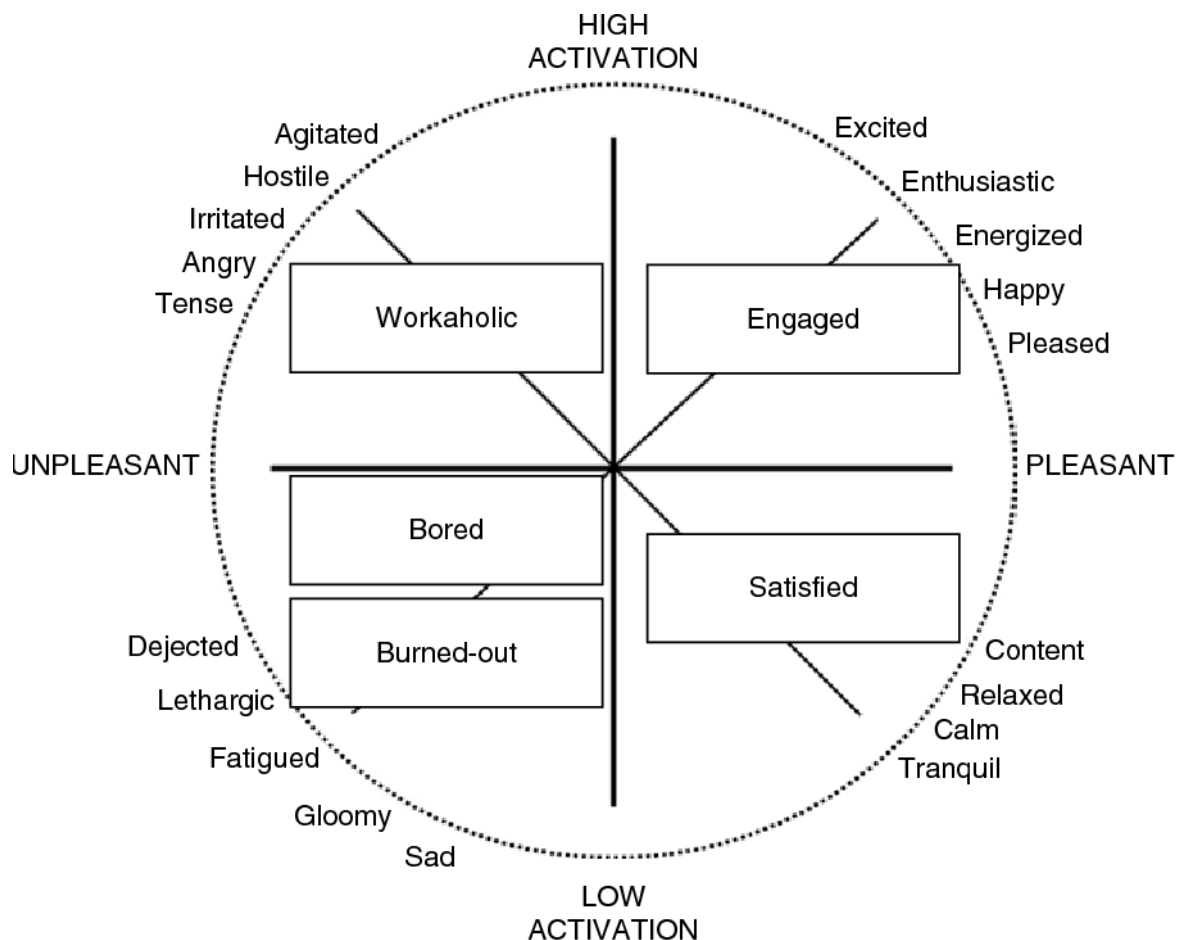 HIGH
ACTIVATION
Agitated
Excited
Hostile
Enthusiastic
Irritated
Energized
Angry
Happy
Tense
Workaholic
Engaged
Pleased
UNPLEASANT
PLEASANT
Bored
Satisfied
Dejected
Burned-out
Content
Lethargic
Relaxed
Calm
Fatigued
Tranquil
Gloomy
Sad
LOW
ACTIVATION